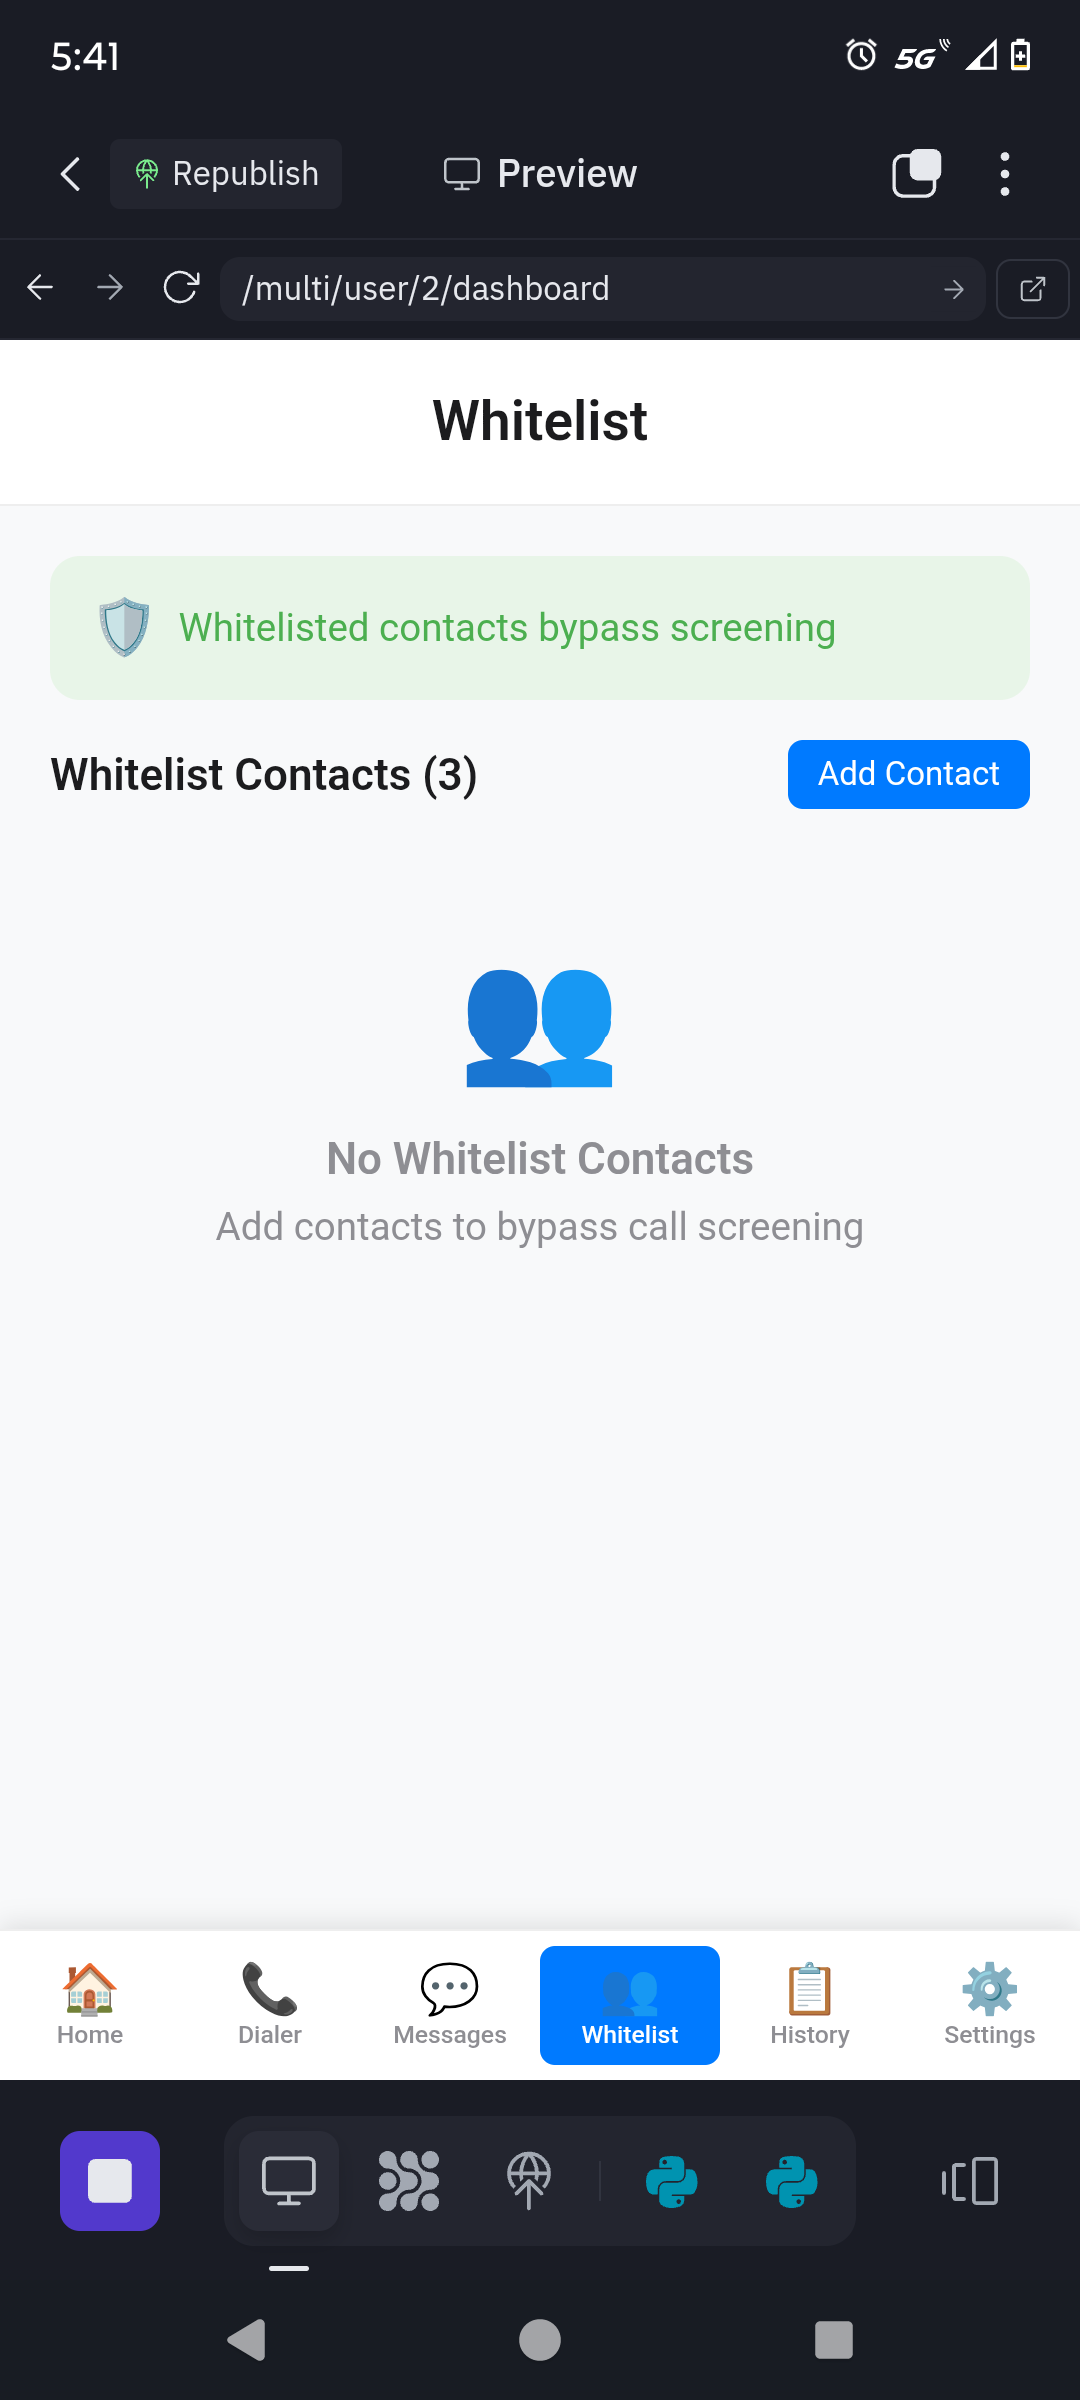 5:41
5G
Republish
Preview
/multi/user/2/dashboard
Whitelist
Whitelisted contacts bypass screening
Whitelist Contacts (3)
Add Contact
No Whitelist Contacts
Add contacts to bypass call screening
Home
Dialer
Messages
Whitelist
History
Settings